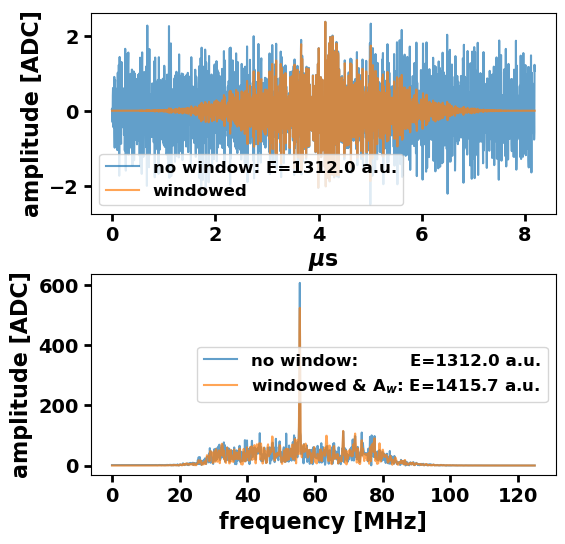 amplitude [ADC]
2
0
−2
no window: E=1312.0 a.u.
windowed
0 2 4 6 8
μs
amplitude [ADC]
600
400
200
0
no window: E=1312.0 a.u.
windowed & A_w: E=1415.7 a.u.
0 20 40 60 80 100 120
frequency [MHz]